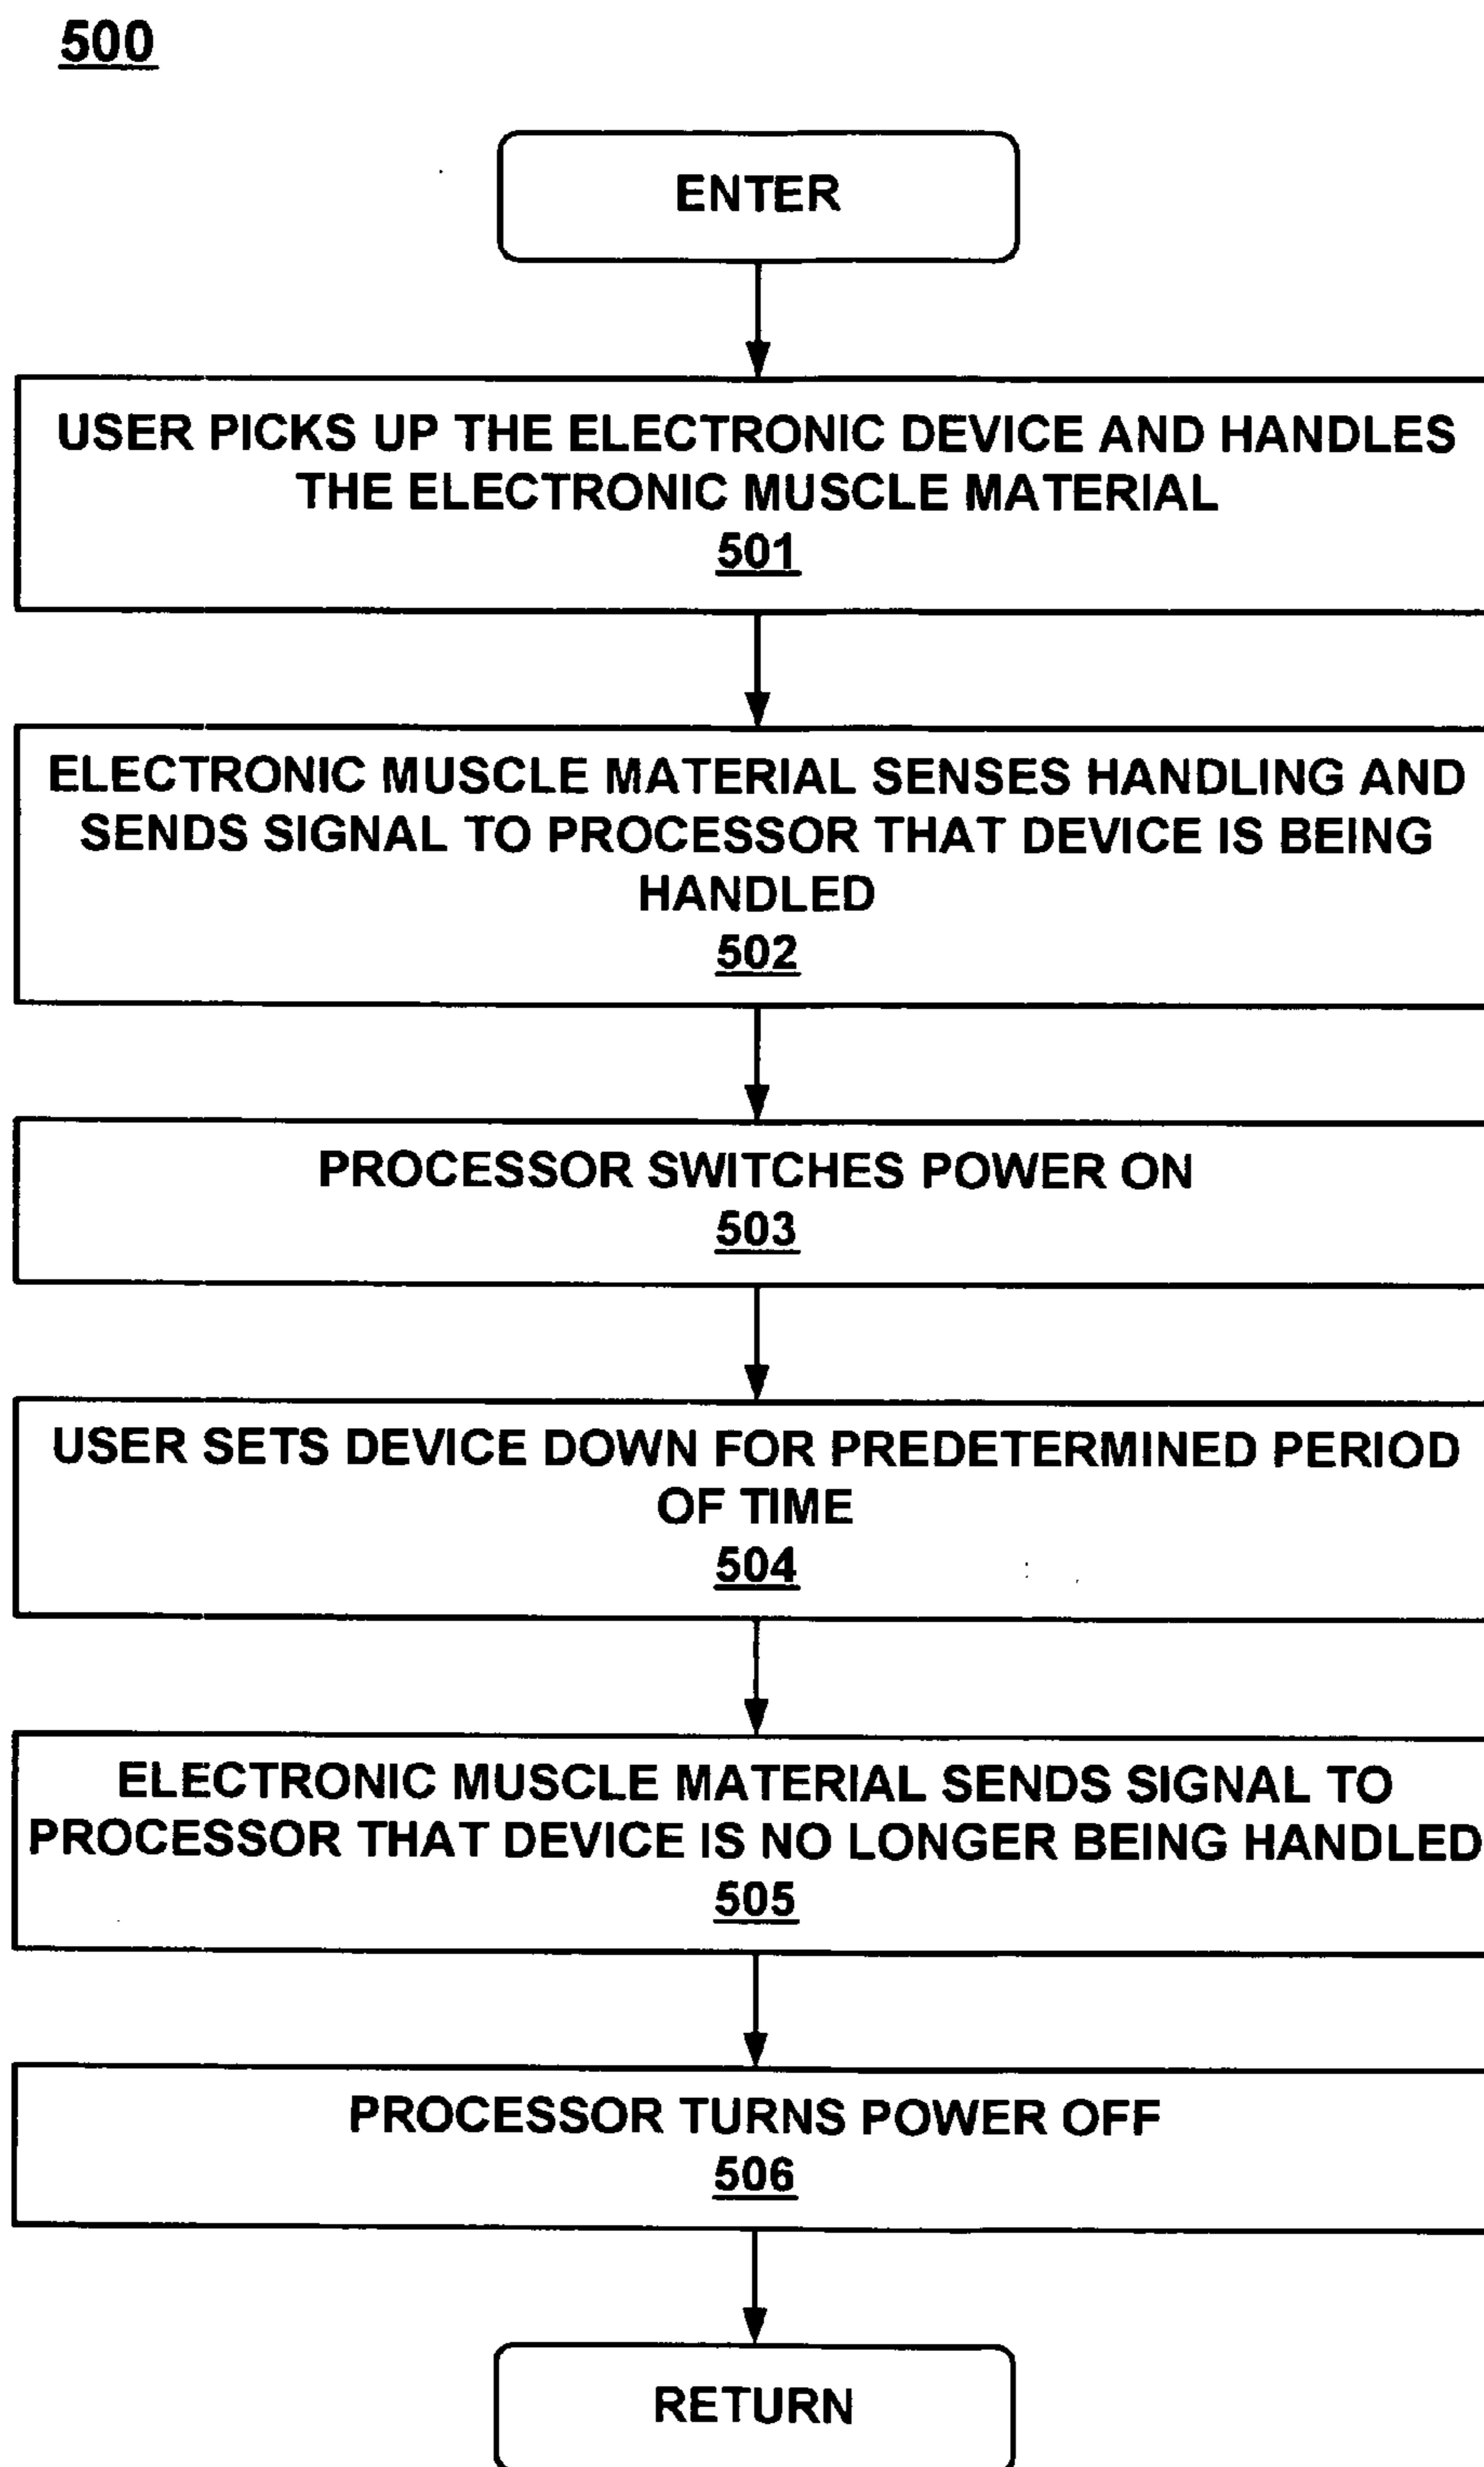 500
ENTER
USER PICKS UP THE ELECTRONIC DEVICE AND HANDLES
THE ELECTRONIC MUSCLE MATERIAL
501
ELECTRONIC MUSCLE MATERIAL SENSES HANDLING AND
SENDS SIGNAL TO PROCESSOR THAT DEVICE IS BEING
HANDLED
502
PROCESSOR SWITCHES POWER ON
503
USER SETS DEVICE DOWN FOR PREDETERMINED PERIOD
OF TIME
504
ELECTRONIC MUSCLE MATERIAL SENDS SIGNAL TO
PROCESSOR THAT DEVICE IS NO LONGER BEING HANDLED
505
PROCESSOR TURNS POWER OFF
506
RETURN